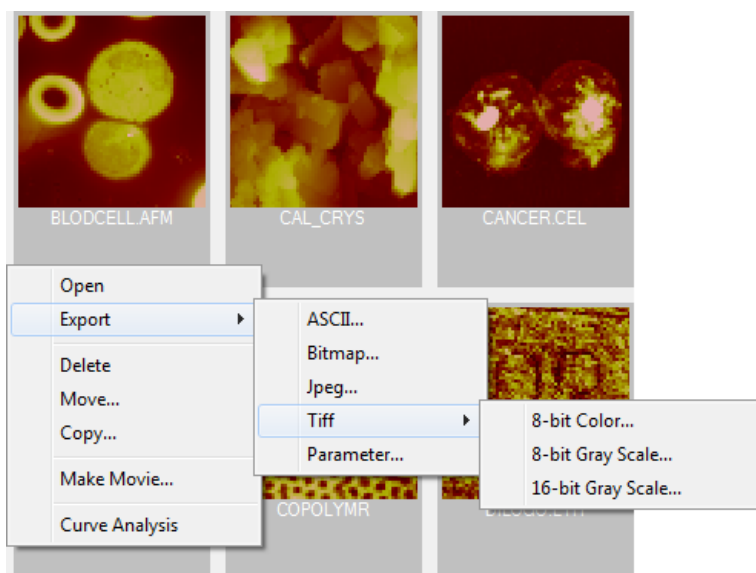 BLODCELL.AFM
CAL_CRYS
CANCER.CEL
Open
Export
Delete
Move...
Copy...
Make Movie...
Curve Analysis
ASCII...
Bitmap...
Jpeg...
Tiff
Parameter...
8-bit Color...
8-bit Gray Scale...
16-bit Gray Scale...
COPOLYMR